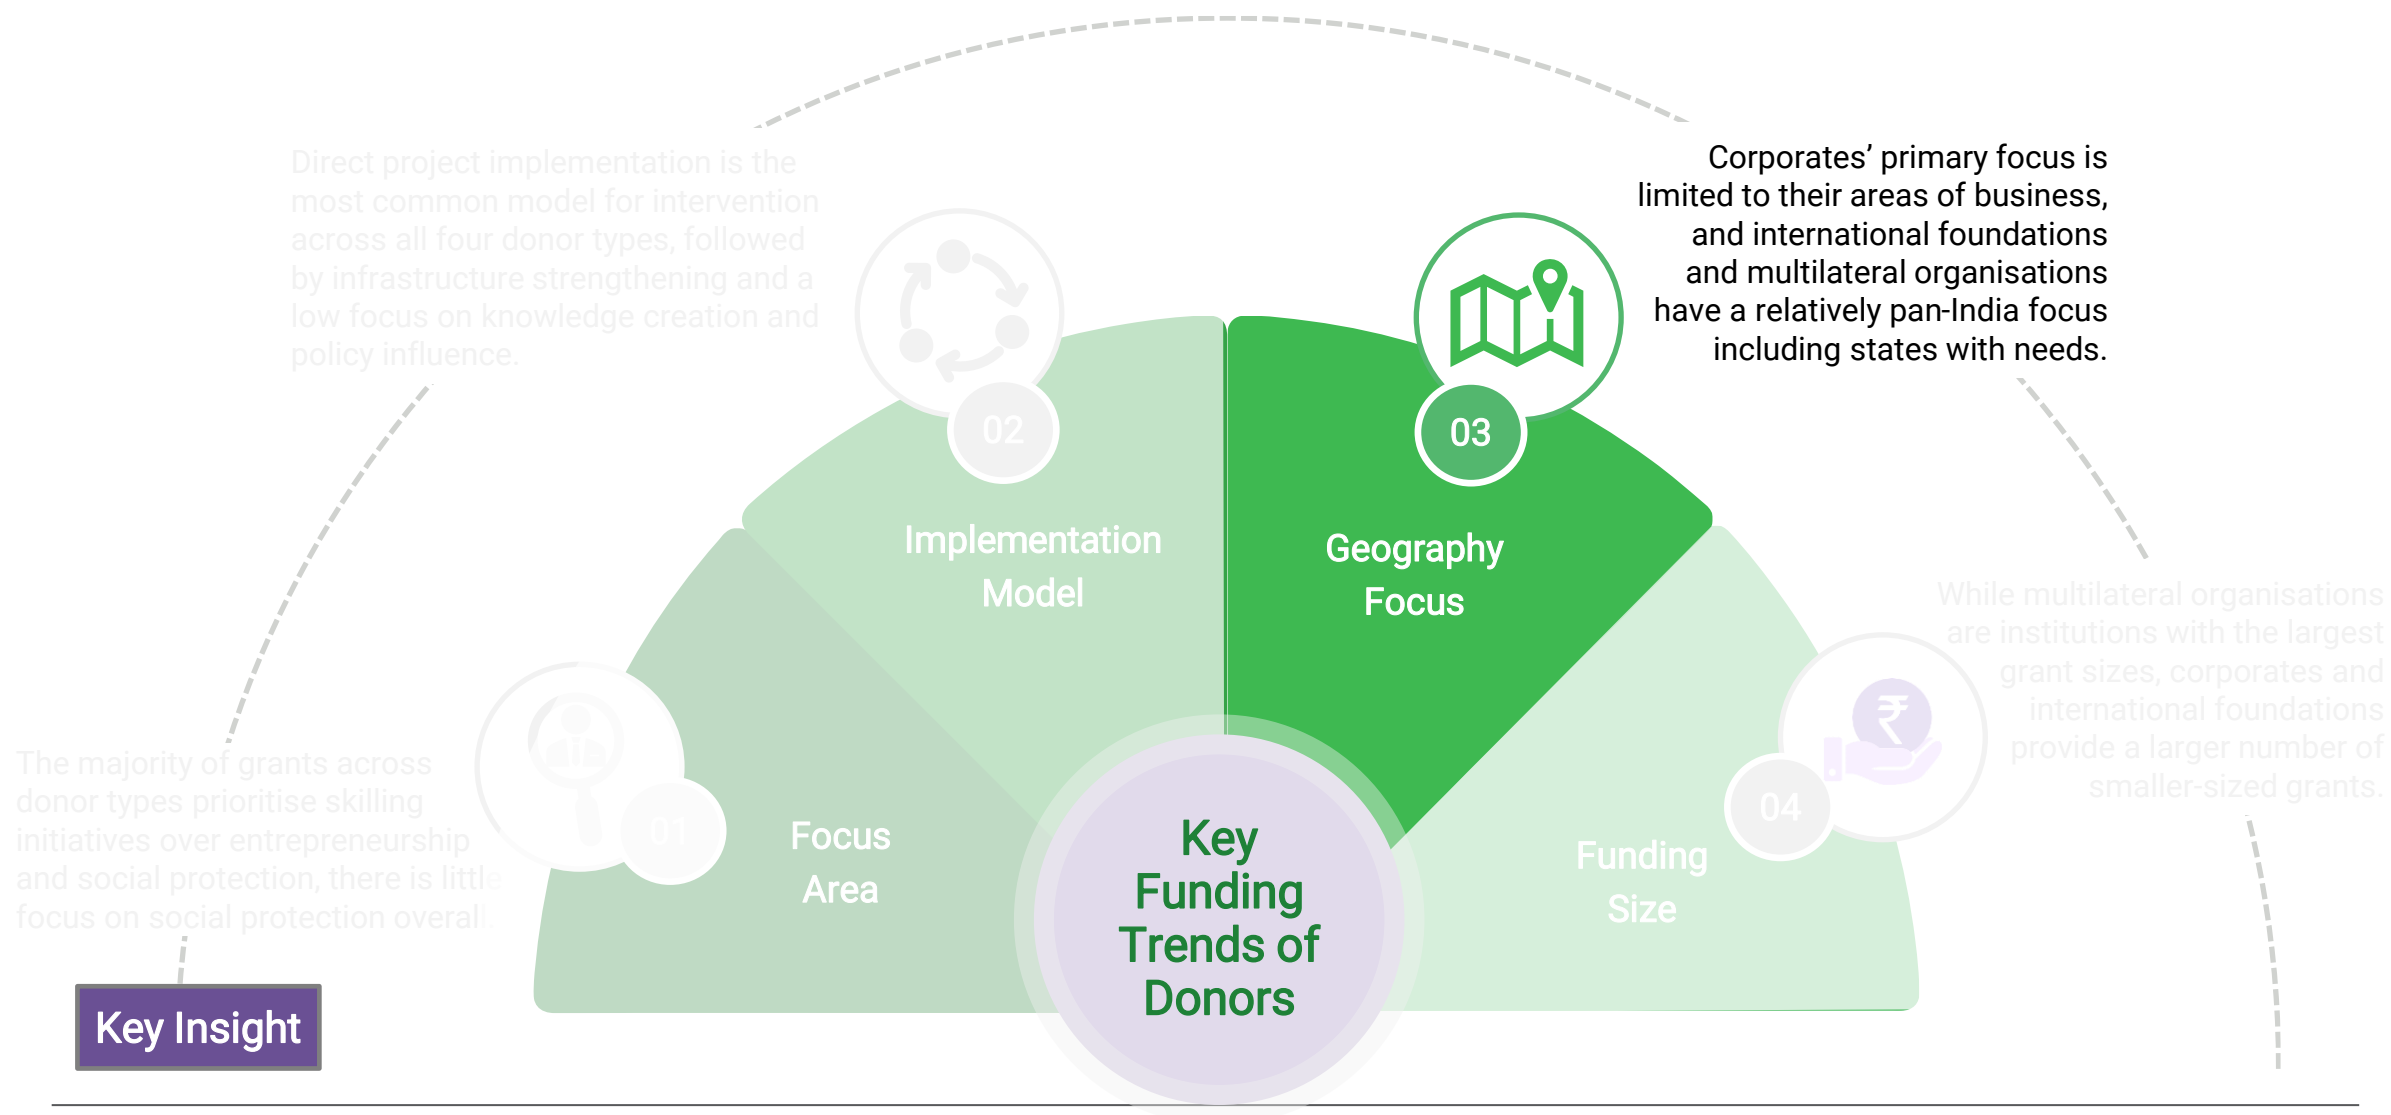 Direct project implementation is the
most common model for intervention
across all four donor types, followed
by infrastructure strengthening and a
low focus on knowledge creation and
policy influence.
Corporates’ primary focus is
limited to their areas of business,
and international foundations
and multilateral organisations
have a relatively pan-India focus
including states with needs.
02
03
Implementation
Model
Geography
Focus
The majority of grants across
donor types prioritise skilling
initiatives over entrepreneurship
and social protection, there is little
focus on social protection overall.
01
Focus
Area
While multilateral organisations
are institutions with the largest
grant sizes, corporates and
international foundations
provide a larger number of
smaller-sized grants.
₹
04
Funding
Size
Key
Funding
Trends of
Donors
Key Insight